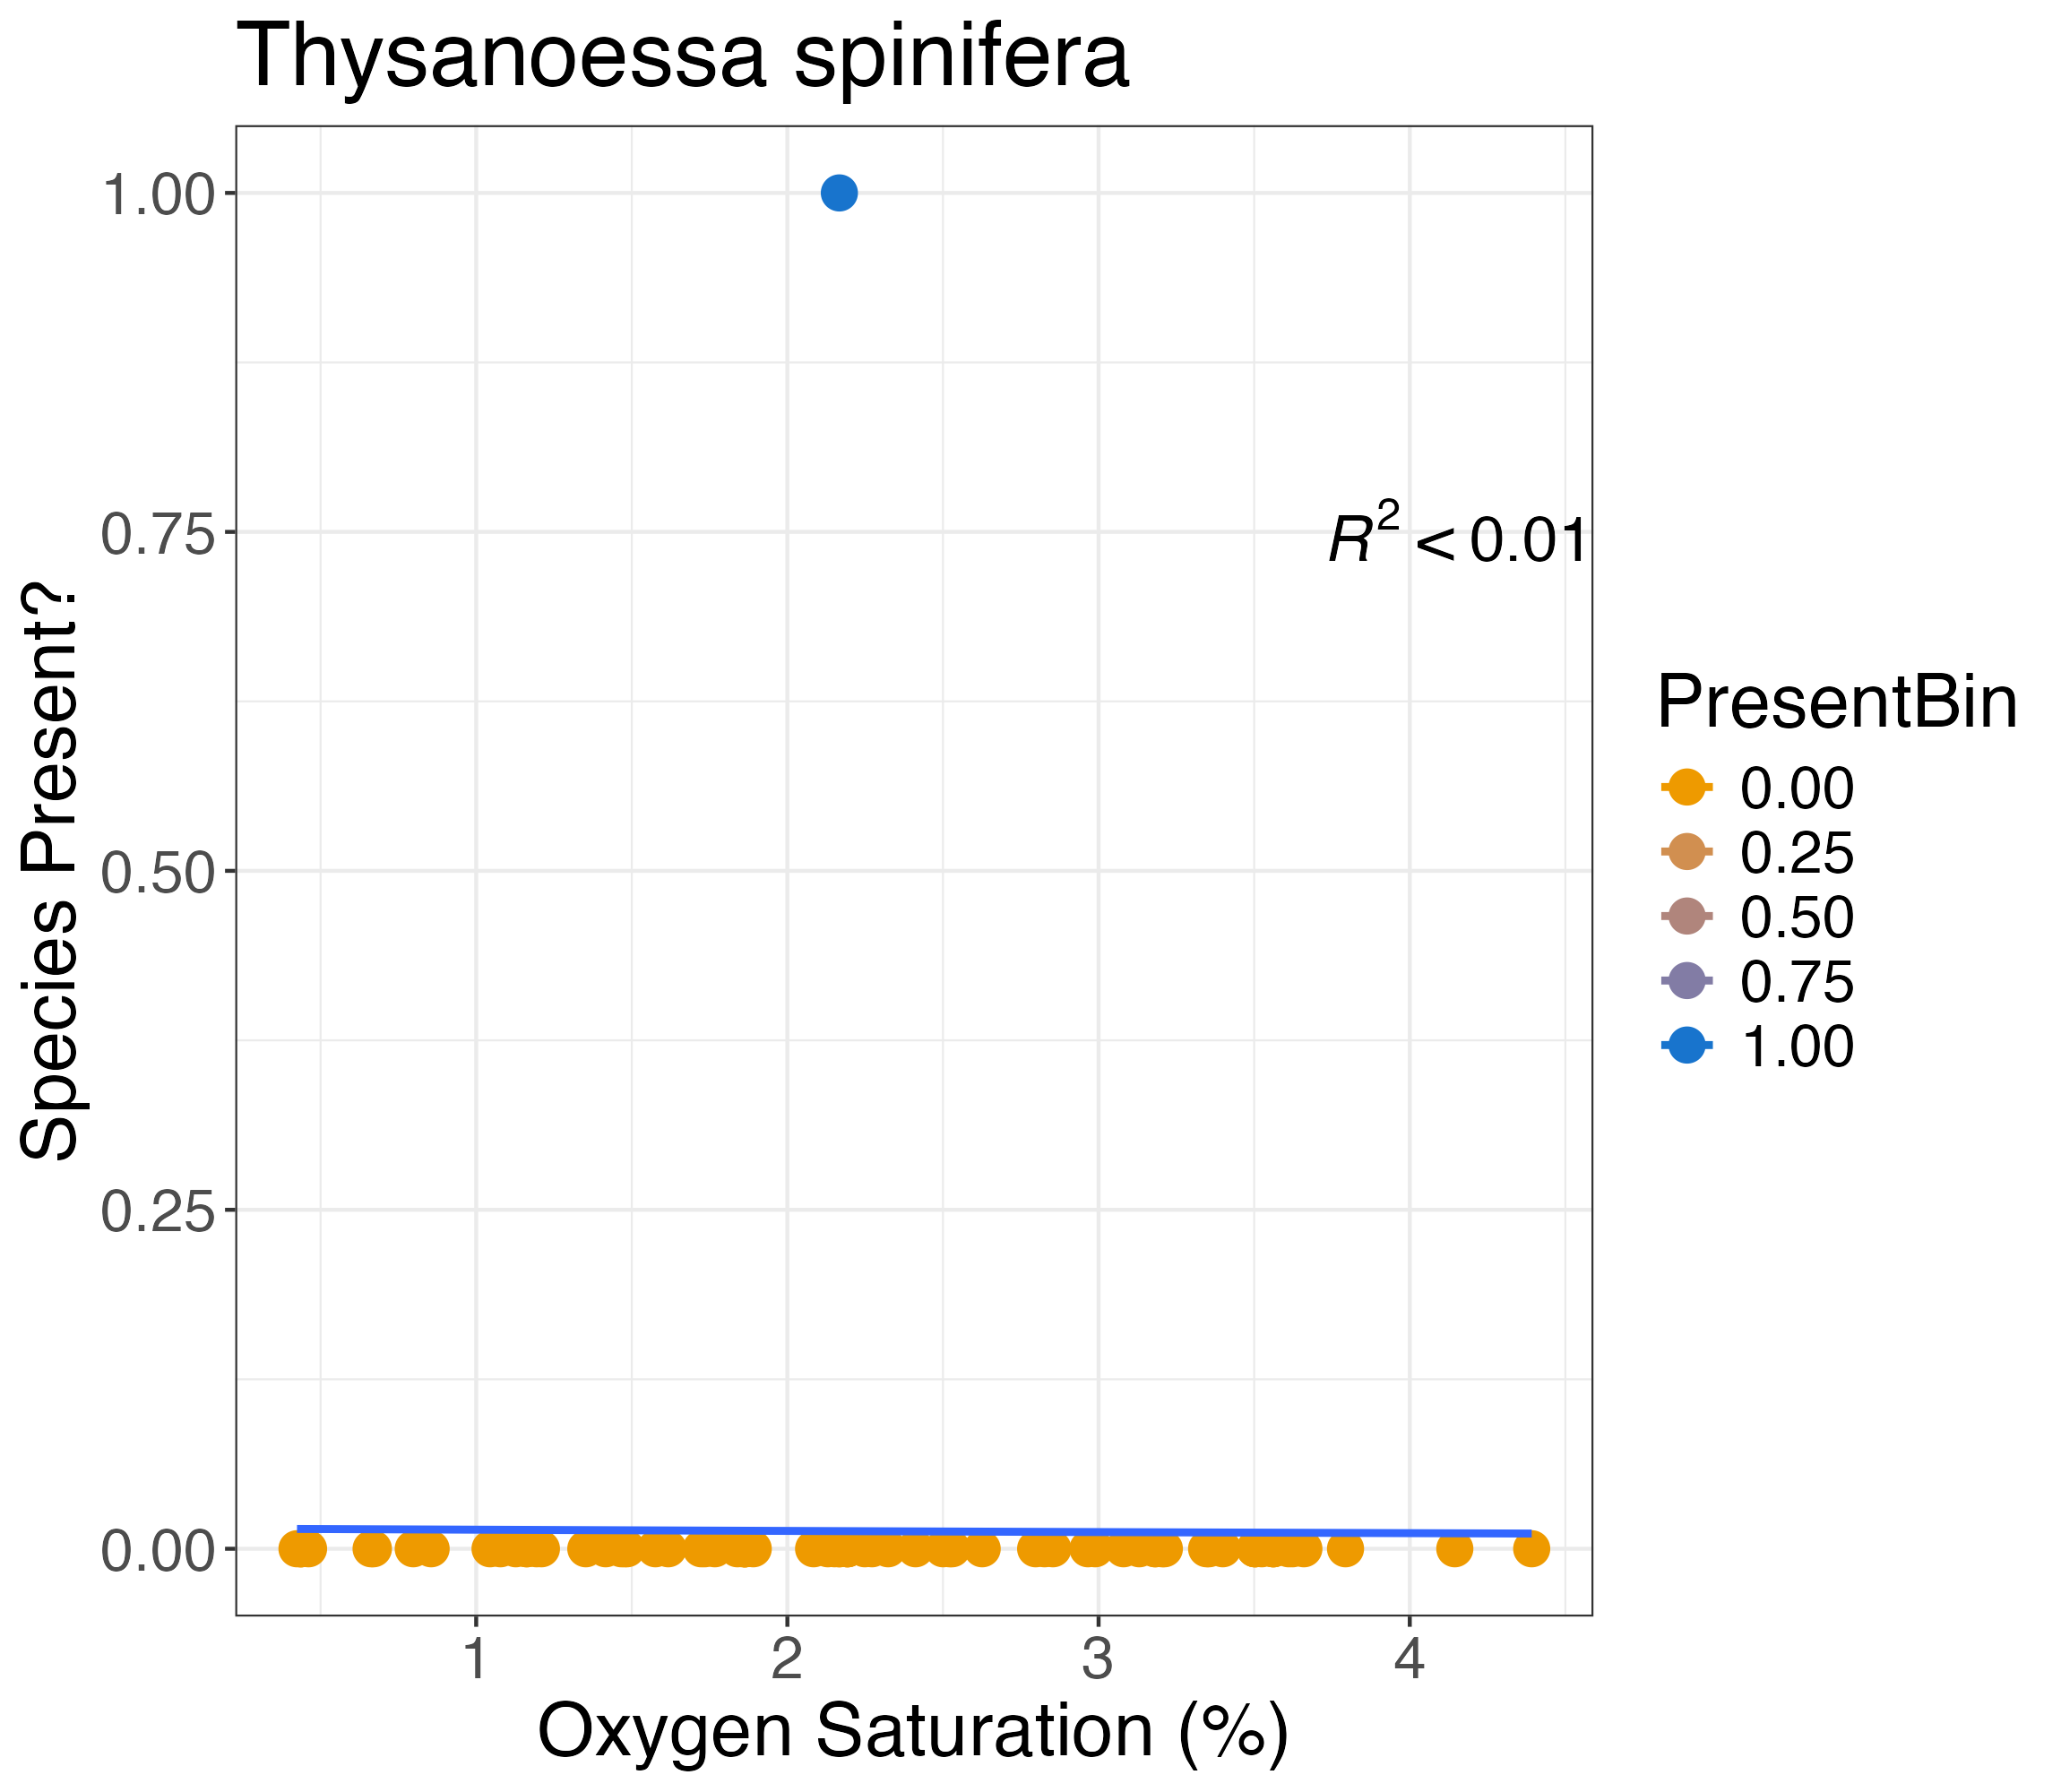 Thysanoessa spinifera
1.00
0.75
0.50
0.25
0.00
Species Present?
R² < 0.01
1 2 3 4
Oxygen Saturation (%)
PresentBin
0.00
0.25
0.50
0.75
1.00